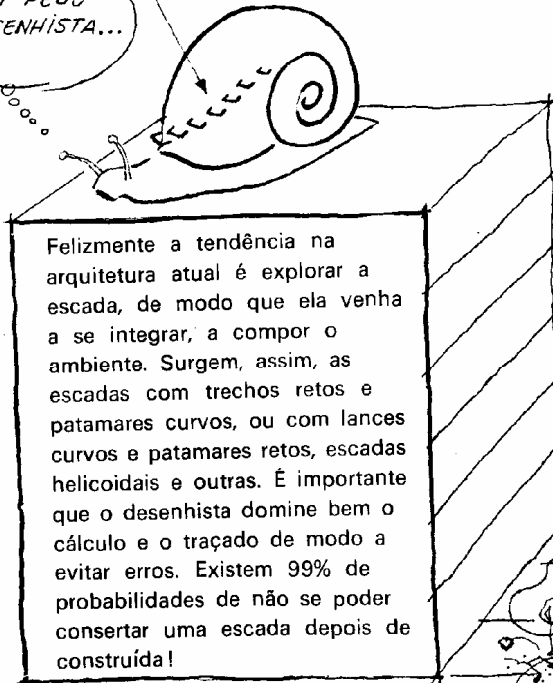 ENHISTA...
Felizmente a tendência na
arquitetura atual é explorar a
escada, de modo que ela venha
a se integrar, a compor o
ambiente. Surgem, assim, as
escadas com trechos retos e
patamares curvos, ou com lances
curvos e patamares retos, escadas
helicoidais e outras. É importante
que o desenhista domine bem o
cálculo e o traçado de modo a
evitar erros. Existem 99% de
probabilidades de não se poder
consertar uma escada depois de
construída!